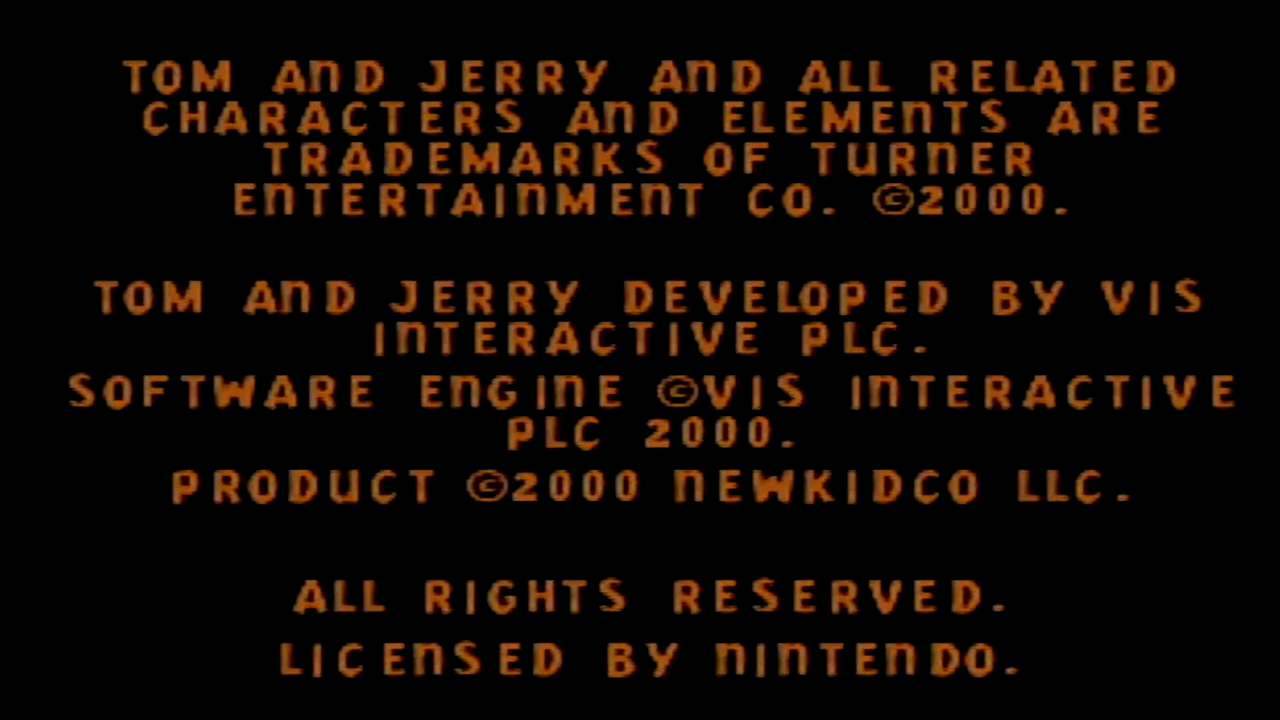 TOM AND JERRY AND ALL RELATED
CHARACTERS AND ELEMENTS ARE
TRADEMARKS OF TURNER
ENTERTAINMENT CO. ©2000.
TOM AND JERRY DEVELOPED BY VIS
INTERACTIVE PLC.
SOFTWARE ENGINE ©VIS INTERACTIVE
PLC 2000.
PRODUCT ©2000 NEWKIDCO LLC.
ALL RIGHTS RESERVED.
LICENSED BY NINTENDO.